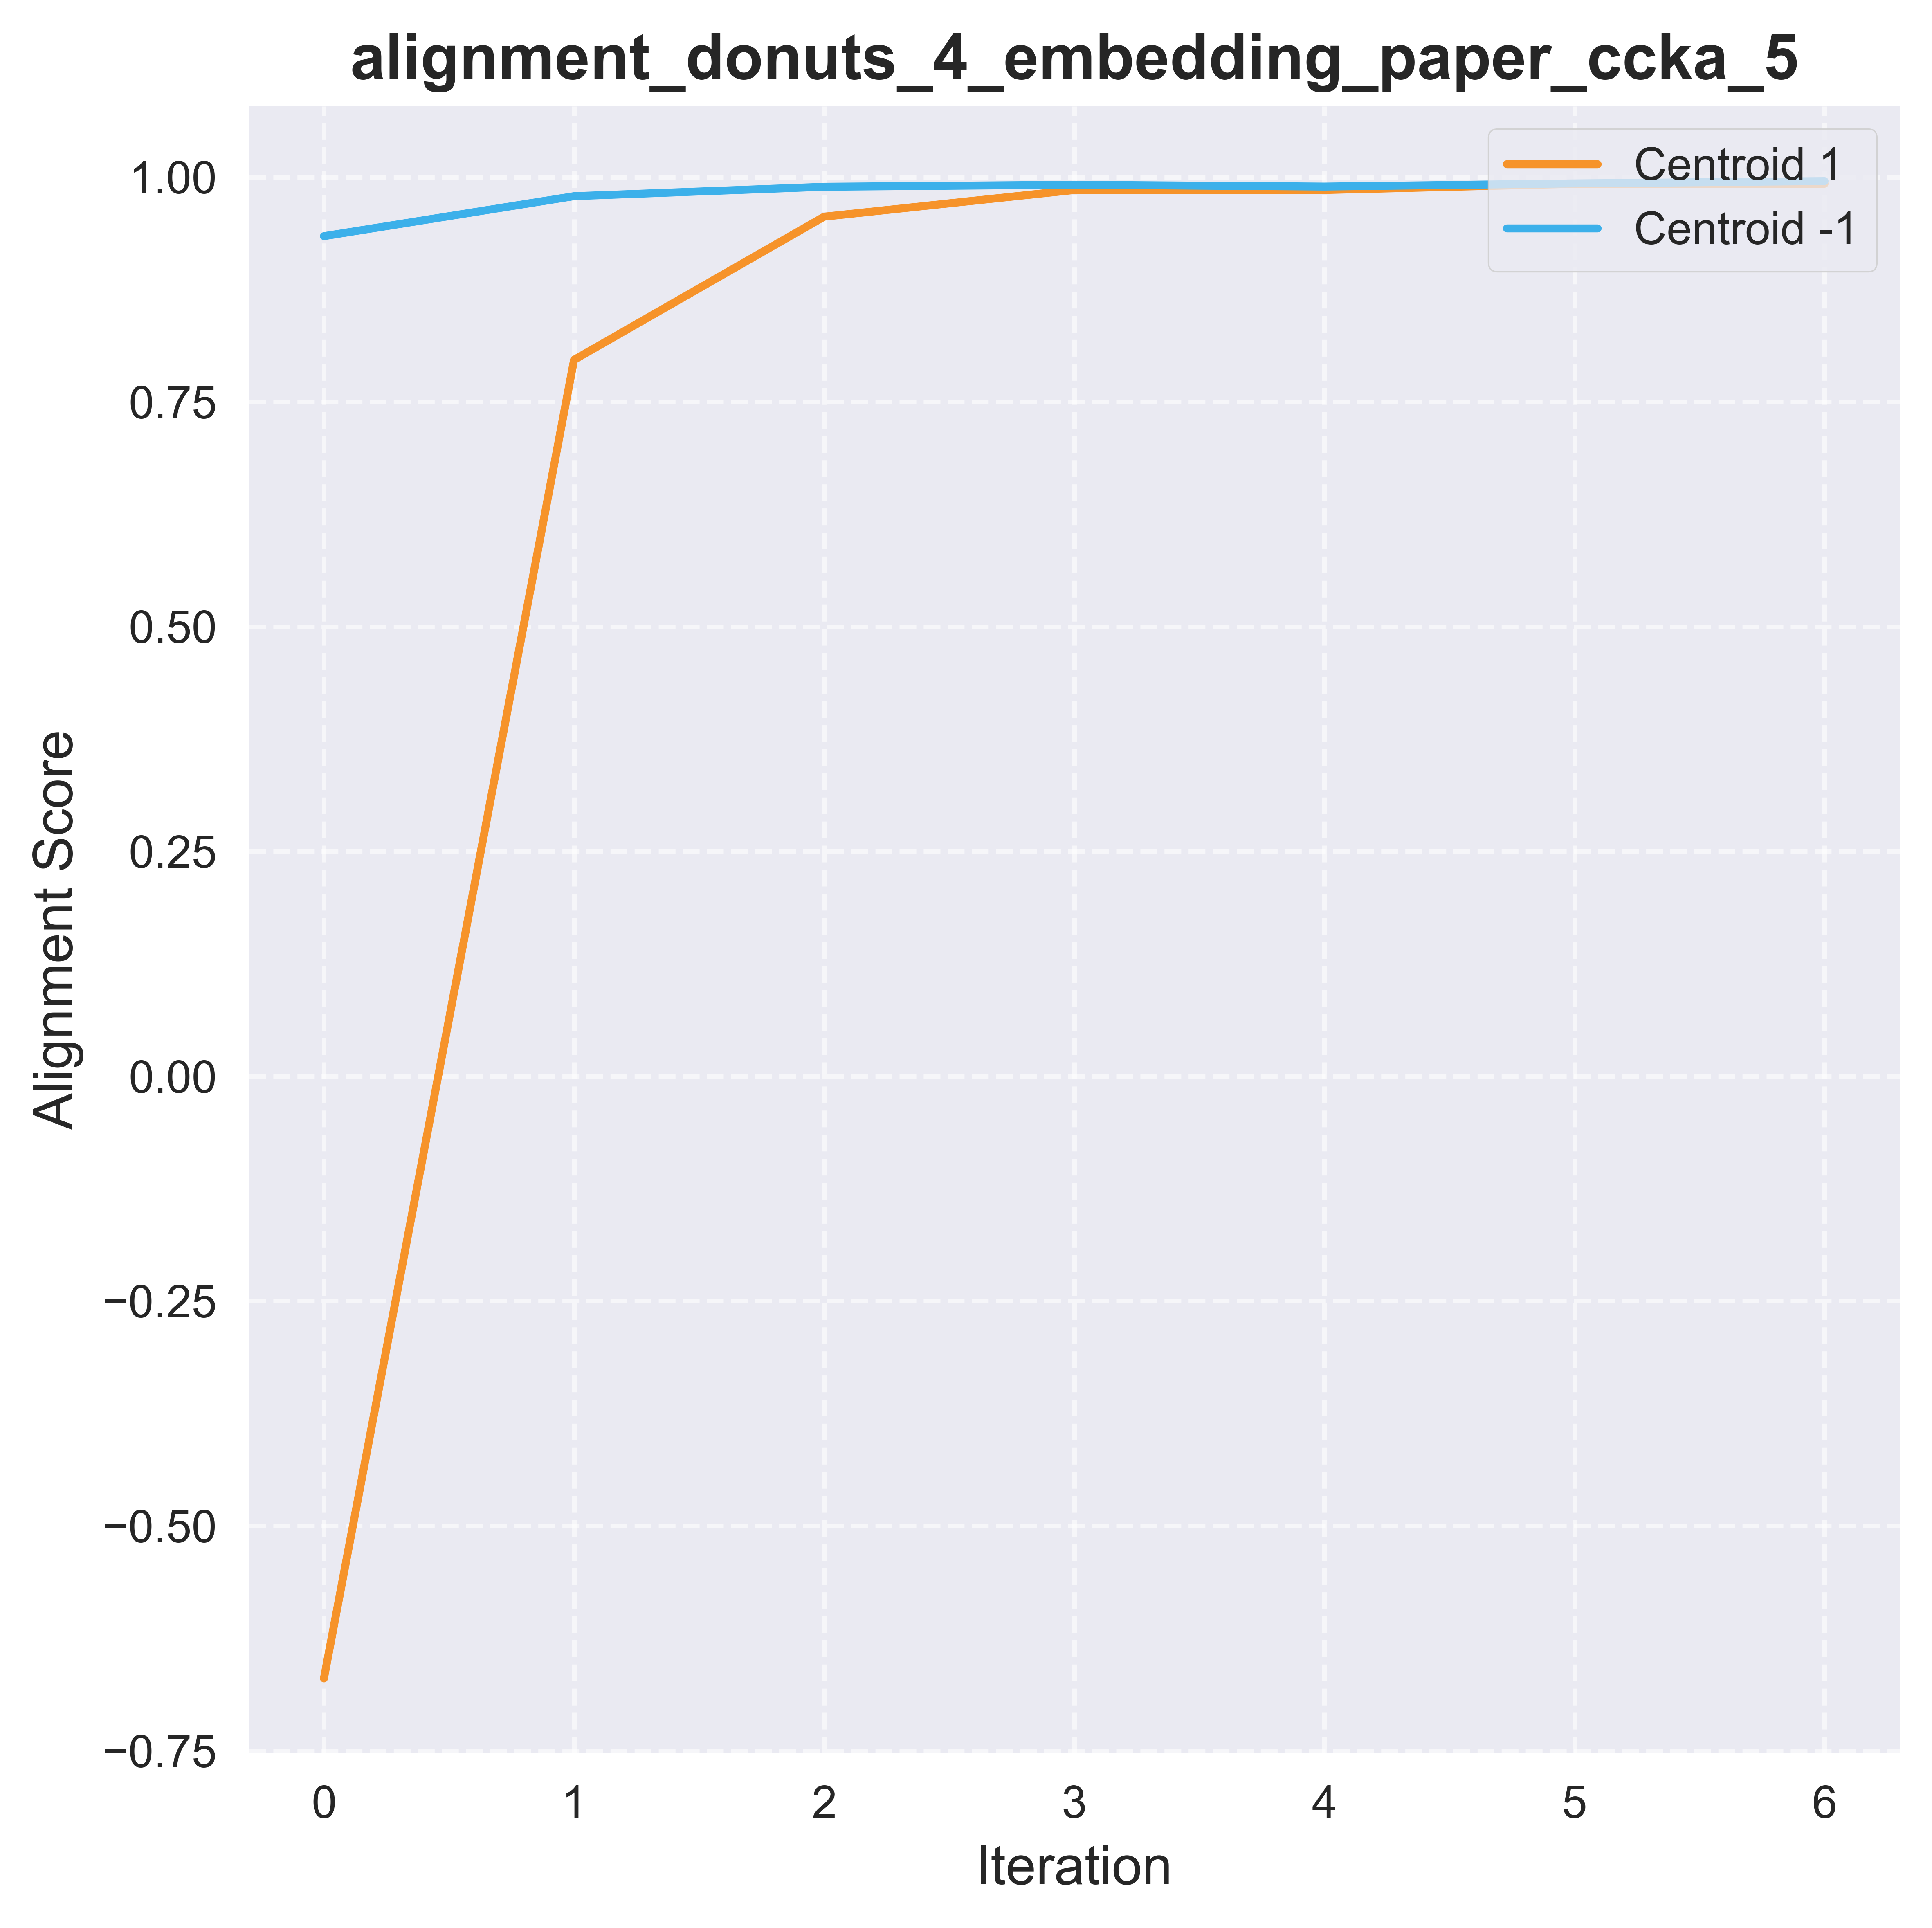 alignment_donuts_4_embedding_paper_ccka_5
Centroid 1
Centroid -1
1.00
0.75
0.50
0.25
0.00
−0.25
−0.50
−0.75
Alignment Score
0 1 2 3 4 5 6
Iteration